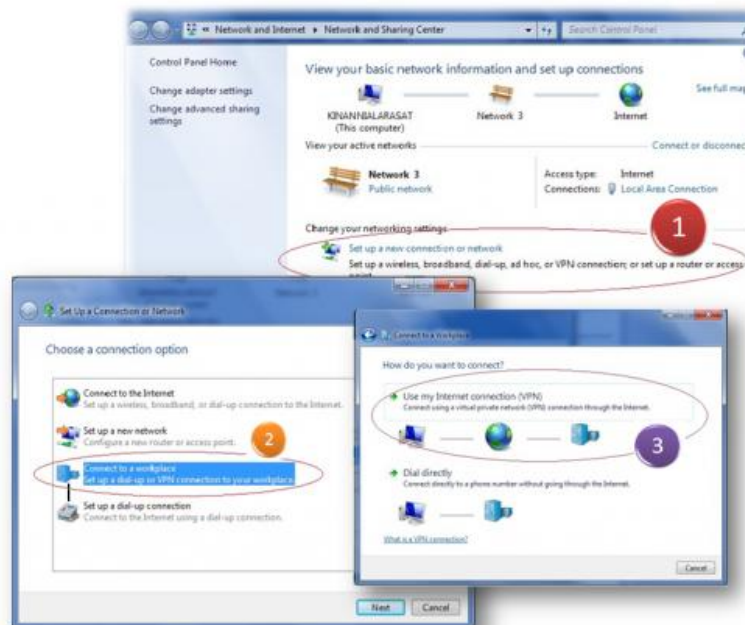 Network and Internet ▸ Network and Sharing Center
Search Control Panel
Control Panel Home
Change adapter settings
Change advanced sharing
settings
View your basic network information and set up connections
See full map
KINANNIALARASAT
(This computer)
Network 3
Internet
View your active networks
Connect or disconnec
Network 3
Public network
Access type: Internet
Connections: Local Area Connection
Change your networking settings
1
Set up a new connection or network
Set up a wireless, broadband, dial-up, ad hoc, or VPN connection; or set up a router or access
point.
Set Up a Connection or Network
Choose a connection option
Connect to the Internet
Set up a wireless, broadband, or dial-up connection to the Internet.
Set up a new network
Configure a new router or access point.
2
Connect to a workplace
Set up a dial-up or VPN connection to your workplace.
Set up a dial-up connection
Connect to the Internet using a dial-up connection.
Next
Cancel
Connect to a Workplace
How do you want to connect?
Use my Internet connection (VPN)
Connect using a virtual private network (VPN) connection through the Internet.
3
Dial directly
Connect directly to a phone number without going through the Internet.
What is a VPN connection?
Cancel